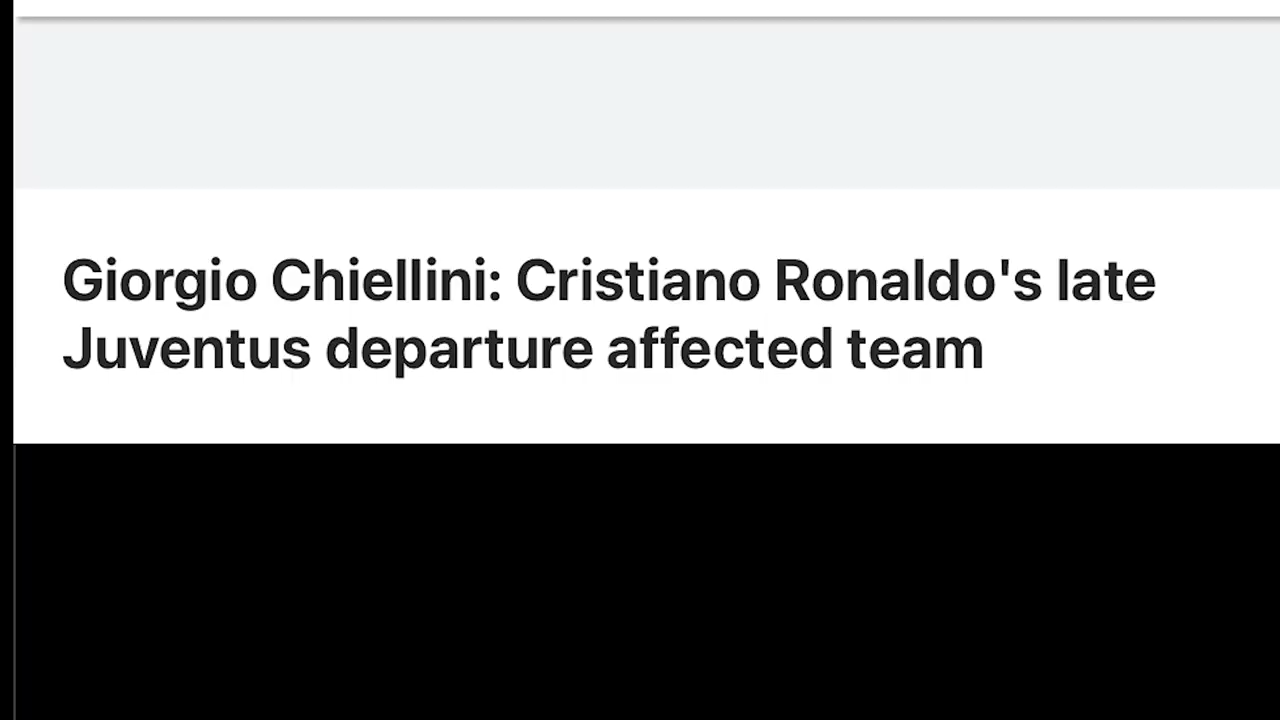 Giorgio Chiellini: Cristiano Ronaldo's late
Juventus departure affected team